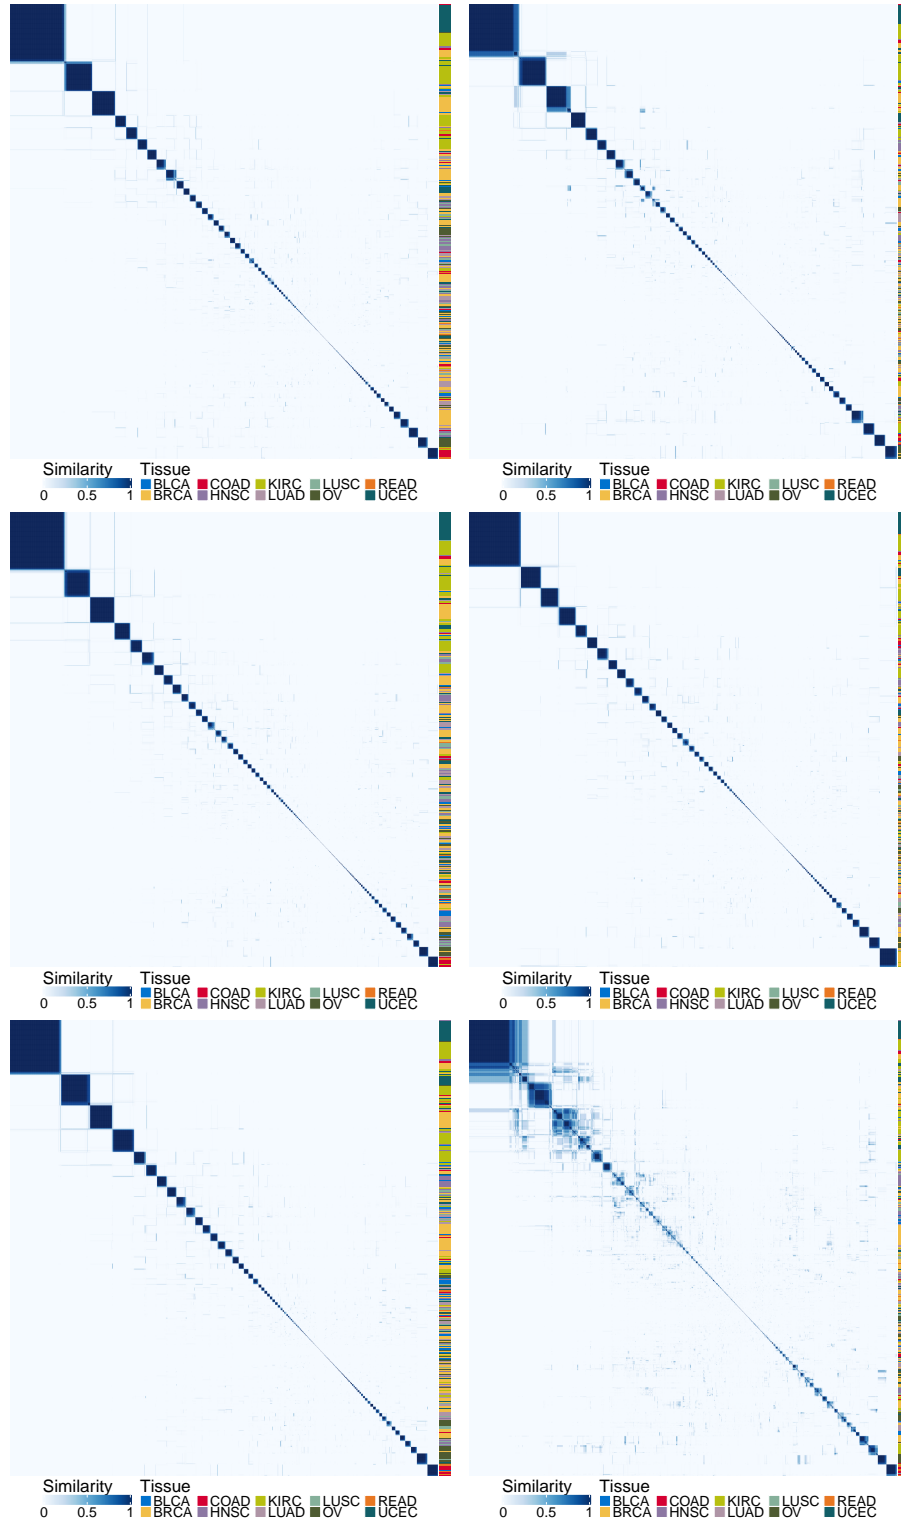 Similarity Tissue Similarity Tissue
BLCA COAD KIRC LUSC READ BLCA COAD KIRC LUSC READ
0 0.5 1 BRCA HNSC LUAD OV UCEC 0 0.5 1 BRCA HNSC LUAD OV UCEC
Similarity Tissue Similarity Tissue
BLCA COAD KIRC LUSC READ BLCA COAD KIRC LUSC READ
0 0.5 1 BRCA HNSC LUAD OV UCEC 0 0.5 1 BRCA HNSC LUAD OV UCEC
Similarity Tissue Similarity Tissue
BLCA COAD KIRC LUSC READ BLCA COAD KIRC LUSC READ
0 0.5 1 BRCA HNSC LUAD OV UCEC 0 0.5 1 BRCA HNSC LUAD OV UCEC